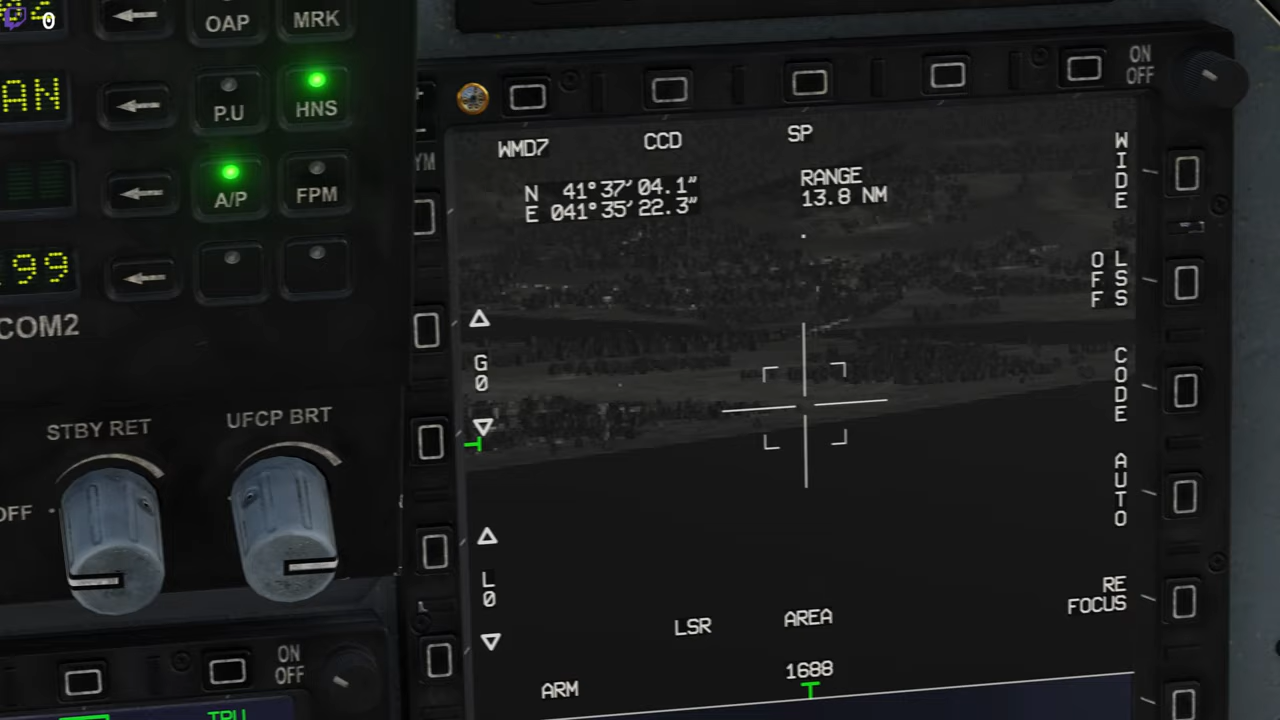 0
OAP
MRK
AN
P.U
HNS
A/P
FPM
99
COM2
STBY RET
UFCP BRT
OFF
ON
OFF
WMD7
CCD
SP
N 41°37′04.1″
E 041°35′22.3″
RANGE
13.8 NM
WIDE
LSS
OFF
CODE
AUTO
RE
FOCUS
G
0
L
0
LSR
AREA
1688
ARM
ON
OFF